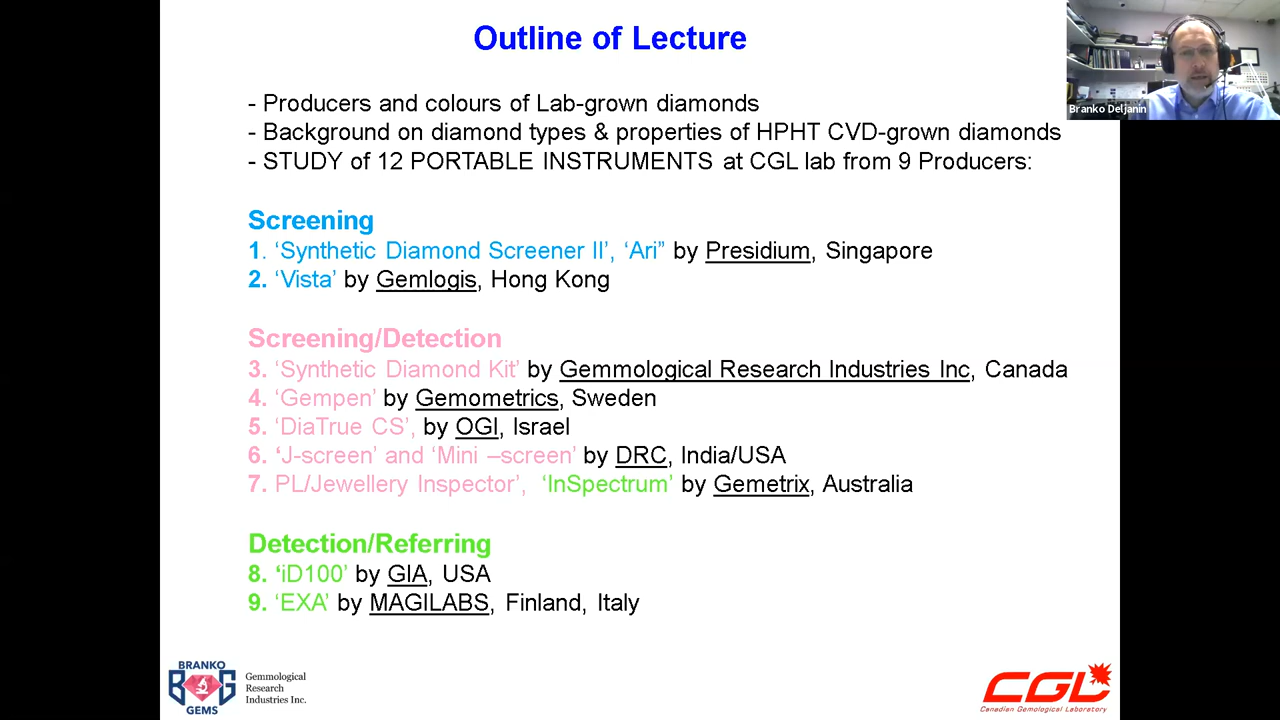 Outline of Lecture
Branko Deljanin
- Producers and colours of Lab-grown diamonds
- Background on diamond types & properties of HPHT CVD-grown diamonds
- STUDY of 12 PORTABLE INSTRUMENTS at CGL lab from 9 Producers:
Screening
1. ‘Synthetic Diamond Screener II’, ‘Ari” by Presidium, Singapore
2. ‘Vista’ by Gemlogis, Hong Kong
Screening/Detection
3. ‘Synthetic Diamond Kit’ by Gemmological Research Industries Inc, Canada
4. ‘Gempen’ by Gemometrics, Sweden
5. ‘DiaTrue CS’, by OGI, Israel
6. ‘J-screen’ and ‘Mini –screen’ by DRC, India/USA
7. PL/Jewellery Inspector’, ‘InSpectrum’ by Gemetrix, Australia
Detection/Referring
8. ‘iD100’ by GIA, USA
9. ‘EXA’ by MAGILABS, Finland, Italy
BRANKO
B G
GEMS
Gemmological
Research
Industries Inc.
CGL
Canadian Gemological Laboratory